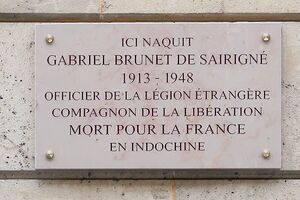 ICI NAQUIT
GABRIEL BRUNET DE SAIRIGNÉ
1913 - 1948
OFFICIER DE LA LÉGION ÉTRANGÈRE
COMPAGNON DE LA LIBÉRATION
MORT POUR LA FRANCE
EN INDOCHINE